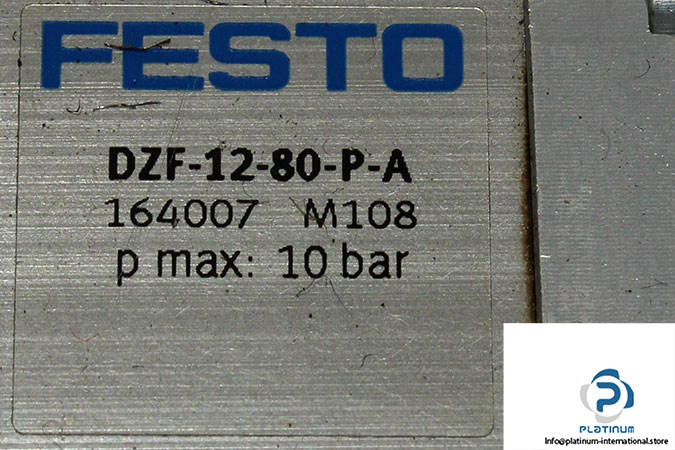 FESTO
DZF-12-80-P-A
164007 M108
p max: 10 bar
PLATINUM
Info@platinum-international.store